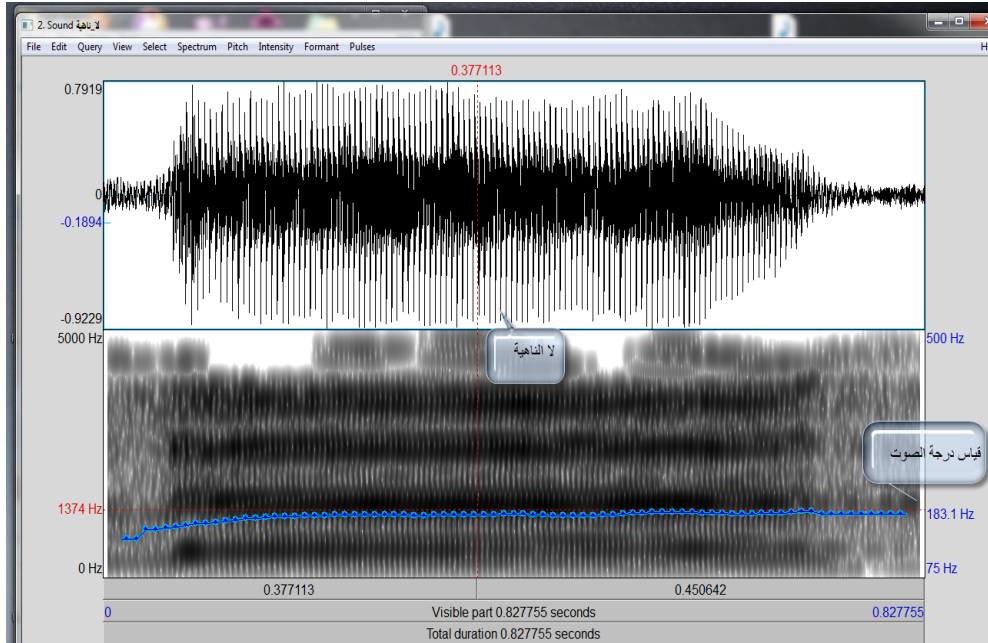 2. Sound لا_ناهية
File Edit Query View Select Spectrum Pitch Intensity Formant Pulses H
0.377113
0.7919
0
-0.1894
-0.9229
5000 Hz 500 Hz
لا الناهية
قياس درجة الصوت
1374 Hz 183.1 Hz
0 Hz 75 Hz
0.377113 0.450642
0 Visible part 0.827755 seconds 0.827755
Total duration 0.827755 seconds